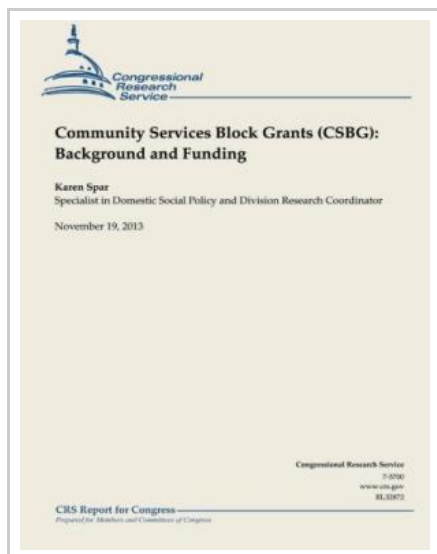 Congressional
Research
Service
Community Services Block Grants (CSBG):
Background and Funding
Karen Spar
Specialist in Domestic Social Policy and Division Research Coordinator
November 19, 2013
Congressional Research Service
7-5700
www.crs.gov
RL32872
CRS Report for Congress
Prepared for Members and Committees of Congress